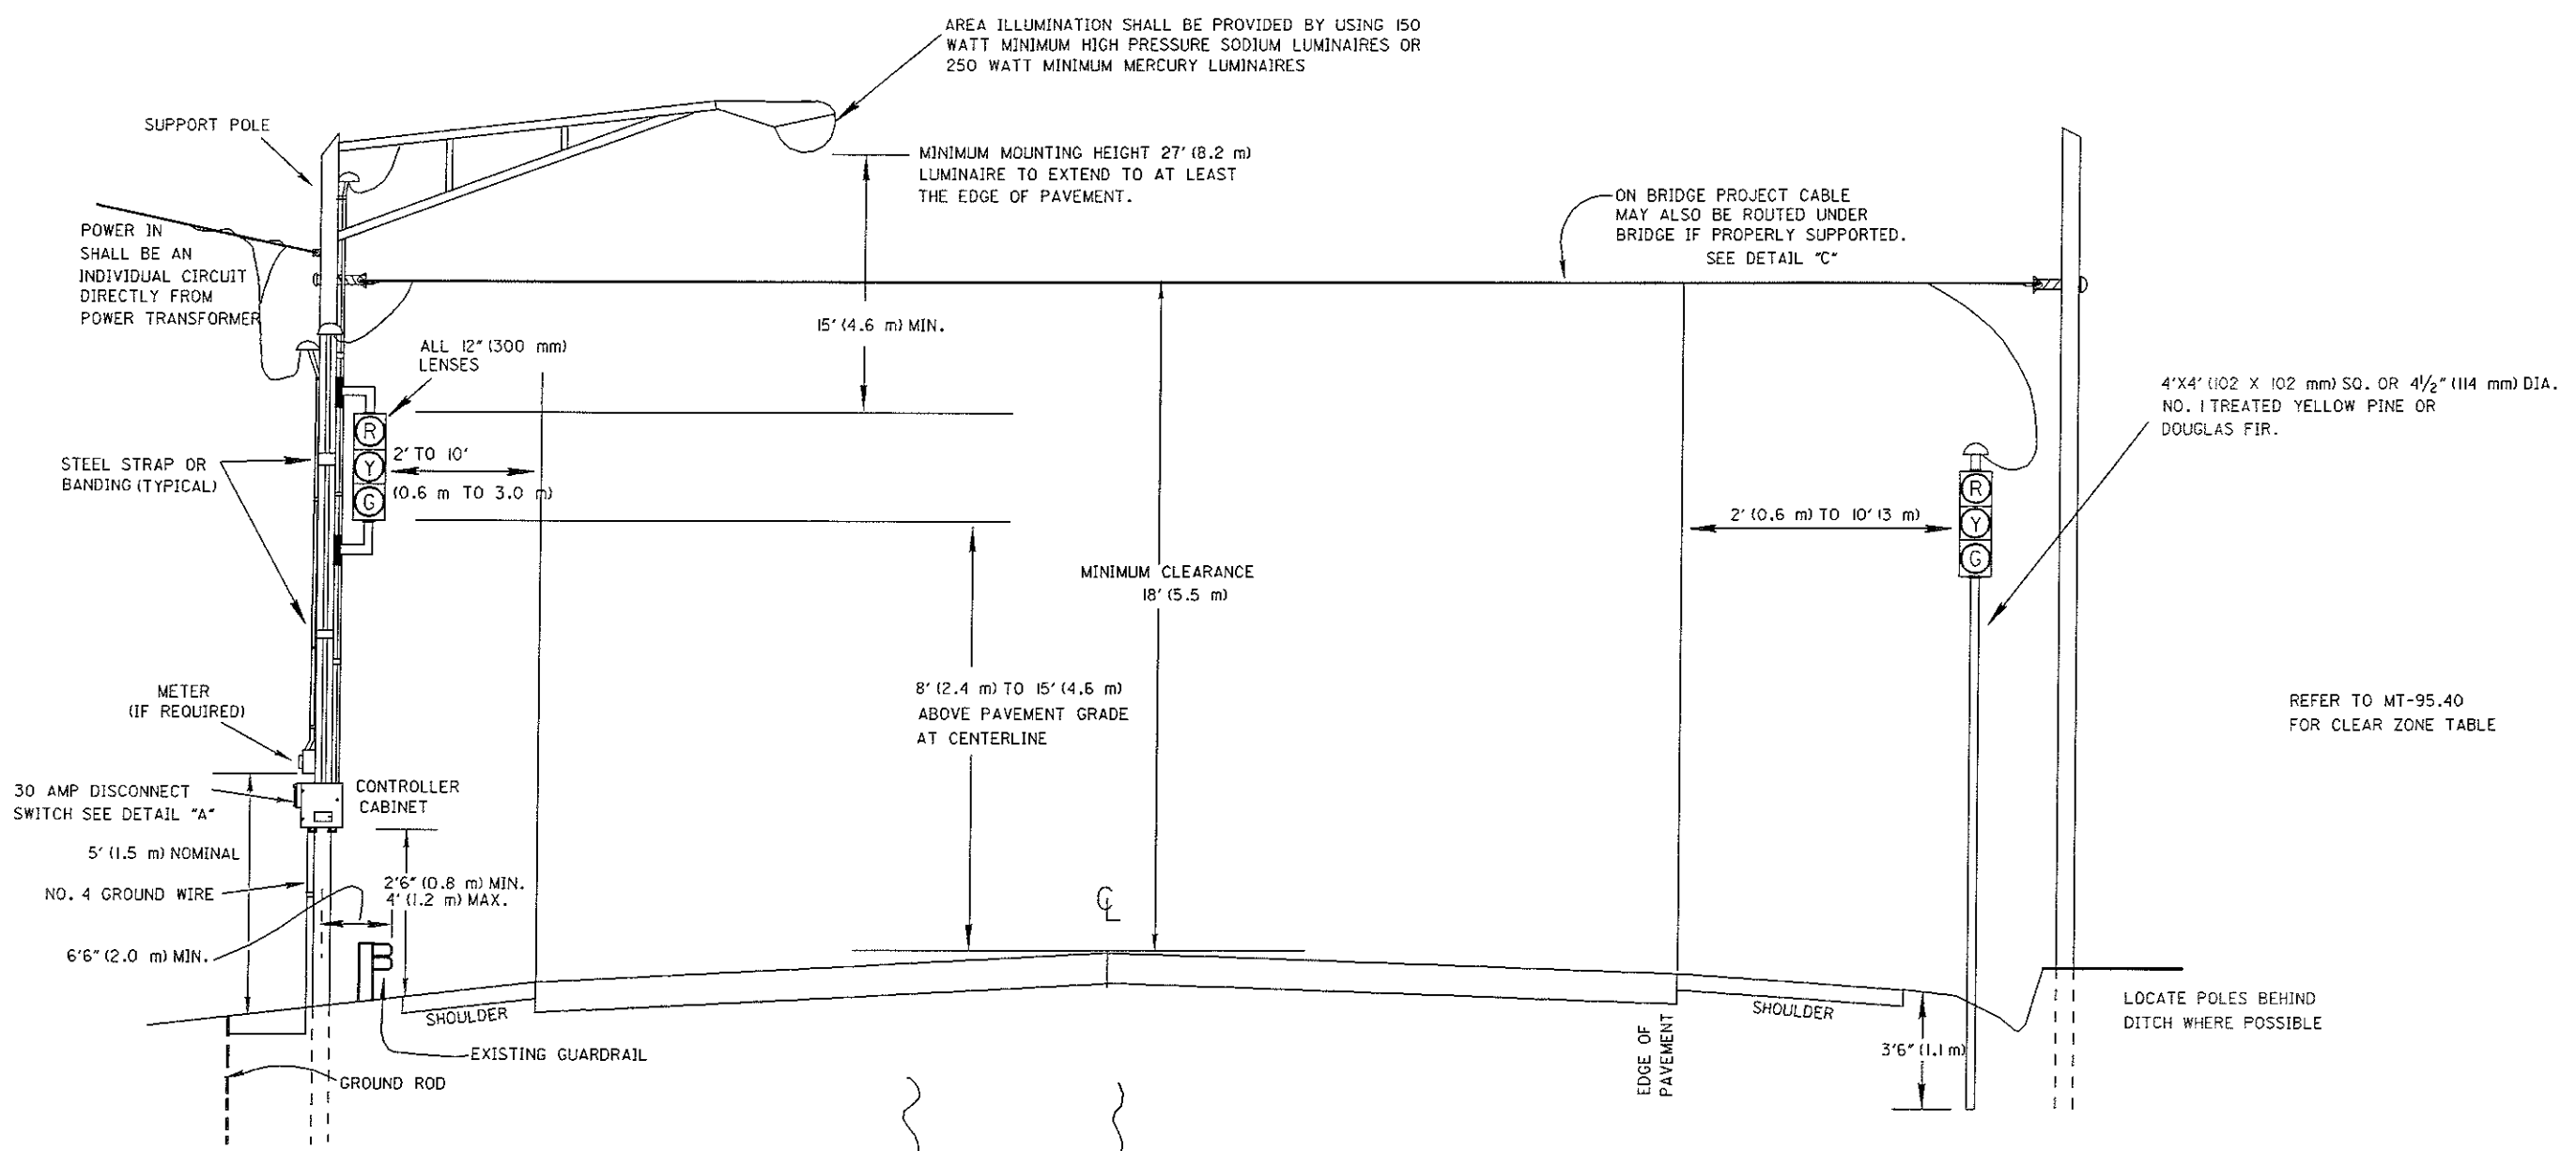 AREA ILLUMINATION SHALL BE PROVIDED BY USING 150
WATT MINIMUM HIGH PRESSURE SODIUM LUMINAIRES OR
250 WATT MINIMUM MERCURY LUMINAIRES
SUPPORT POLE
MINIMUM MOUNTING HEIGHT 27' (8.2 m)
LUMINAIRE TO EXTEND TO AT LEAST
THE EDGE OF PAVEMENT.
ON BRIDGE PROJECT CABLE
MAY ALSO BE ROUTED UNDER
BRIDGE IF PROPERLY SUPPORTED.
SEE DETAIL "C"
POWER IN
SHALL BE AN
INDIVIDUAL CIRCUIT
DIRECTLY FROM
POWER TRANSFORMER
15' (4.6 m) MIN.
ALL 12" (300 mm)
LENSES
4'X4' (102 X 102 mm) SQ. OR 4 1/2" (114 mm) DIA.
NO. 1 TREATED YELLOW PINE OR
DOUGLAS FIR.
R
Y
G
2' TO 10'
(0.6 m TO 3.0 m)
STEEL STRAP OR
BANDING (TYPICAL)
R
Y
G
2' (0.6 m) TO 10' (3 m)
MINIMUM CLEARANCE
18' (5.5 m)
8' (2.4 m) TO 15' (4.6 m)
ABOVE PAVEMENT GRADE
AT CENTERLINE
METER
(IF REQUIRED)
REFER TO MT-95.40
FOR CLEAR ZONE TABLE
30 AMP DISCONNECT
SWITCH SEE DETAIL "A"
CONTROLLER
CABINET
5' (1.5 m) NOMINAL
2'6" (0.8 m) MIN.
4' (1.2 m) MAX.
NO. 4 GROUND WIRE
CL
6'6" (2.0 m) MIN.
SHOULDER
EXISTING GUARDRAIL
GROUND ROD
EDGE OF
PAVEMENT
SHOULDER
3'6" (1.1 m)
LOCATE POLES BEHIND
DITCH WHERE POSSIBLE